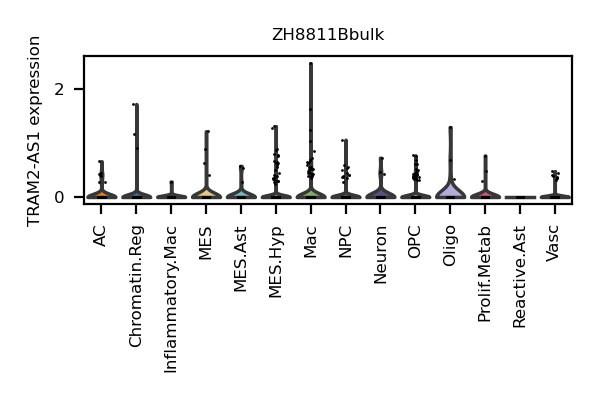 ZH8811Bbulk
TRAM2-AS1 expression
2
0
AC
Chromatin.Reg
Inflammatory.Mac
MES
MES.Ast
MES.Hyp
Mac
NPC
Neuron
OPC
Oligo
Prolif.Metab
Reactive.Ast
Vasc